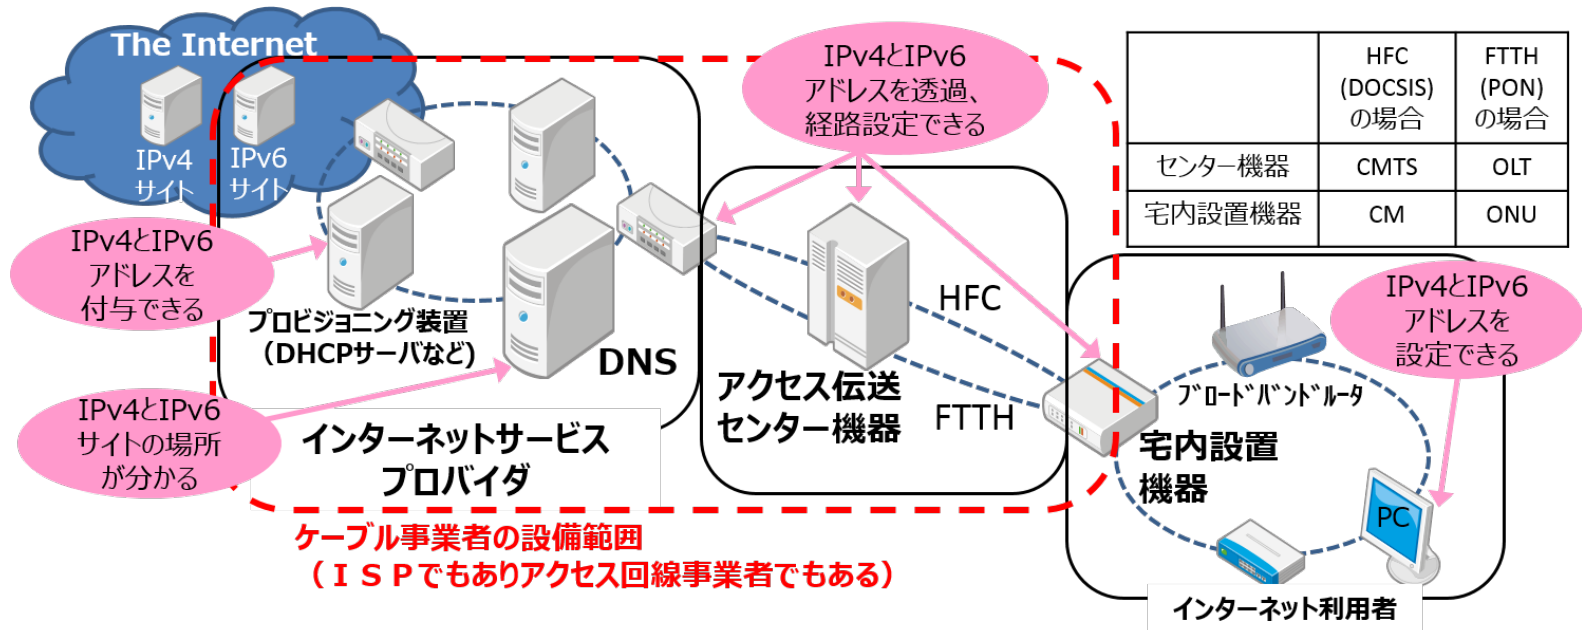 The Internet
IPv4
サイト
IPv6
サイト
IPv4とIPv6
アドレスを透過、
経路設定できる
HFC
(DOCSIS)
の場合
FTTH
(PON)
の場合
センター機器
CMTS
OLT
宅内設置機器
CM
ONU
IPv4とIPv6
アドレスを
付与できる
プロビジョニング装置
（DHCPサーバなど)
DNS
IPv4とIPv6
サイトの場所
が分かる
インターネットサービス
プロバイダ
アクセス伝送
センター機器
HFC
FTTH
IPv4とIPv6
アドレスを
設定できる
ﾌﾞﾛｰﾄﾞﾊﾞﾝﾄﾞﾙｰﾀ
宅内設置
機器
PC
インターネット利用者
ケーブル事業者の設備範囲
（ＩＳＰでもありアクセス回線事業者でもある）